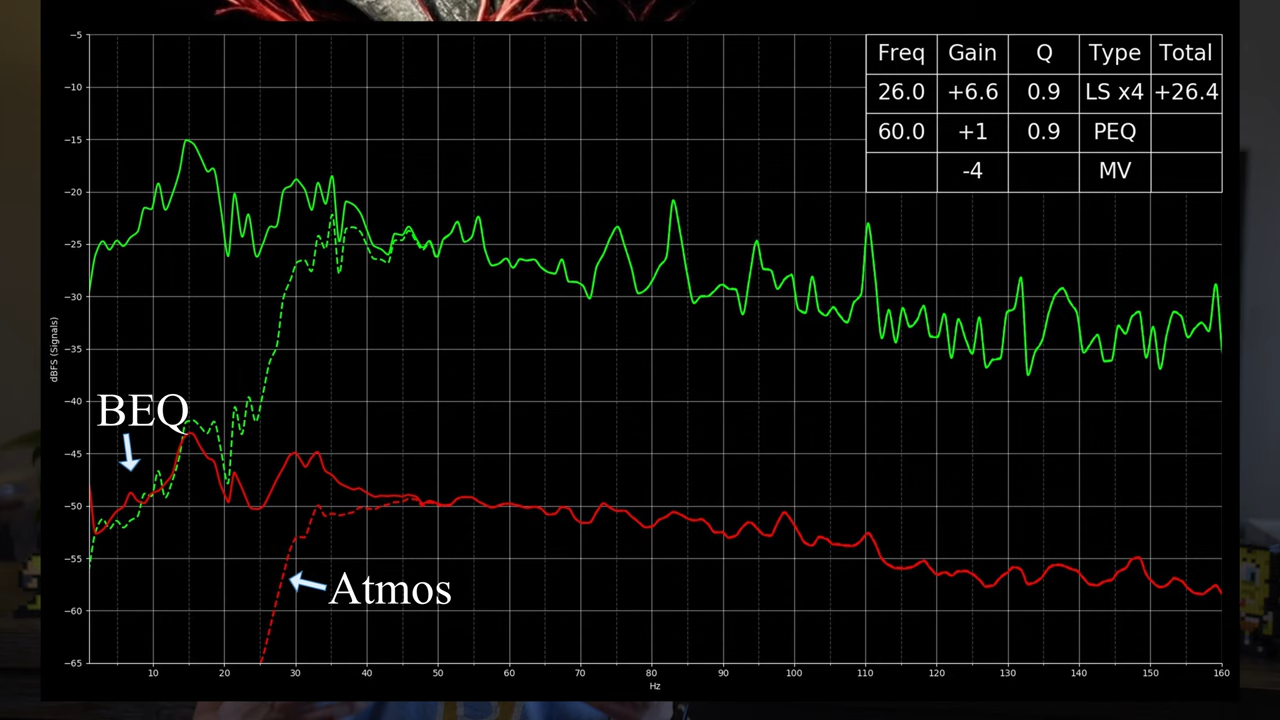 Freq Gain Q Type Total
26.0 +6.6 0.9 LS x4 +26.4
60.0 +1 0.9 PEQ
-4 MV
−5
−10
−15
−20
−25
−30
−35
−40
−45
−50
−55
−60
−65
dBFS (Signals)
BEQ
Atmos
10 20 30 40 50 60 70 80 90 100 110 120 130 140 150 160
Hz